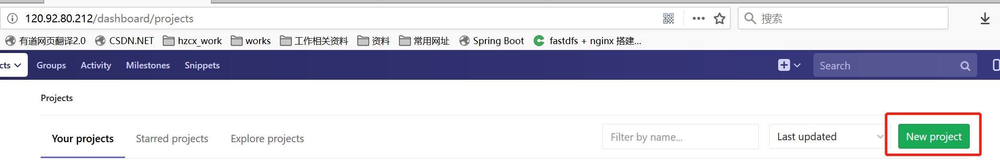 120.92.80.212/dashboard/projects 搜索
有道网页翻译2.0 CSDN.NET hzcx_work works 工作相关资料 资料 常用网址 Spring Boot fastdfs + nginx 搭建...
cts Groups Activity Milestones Snippets Search
Projects
Your projects Starred projects Explore projects Filter by name... Last updated New project